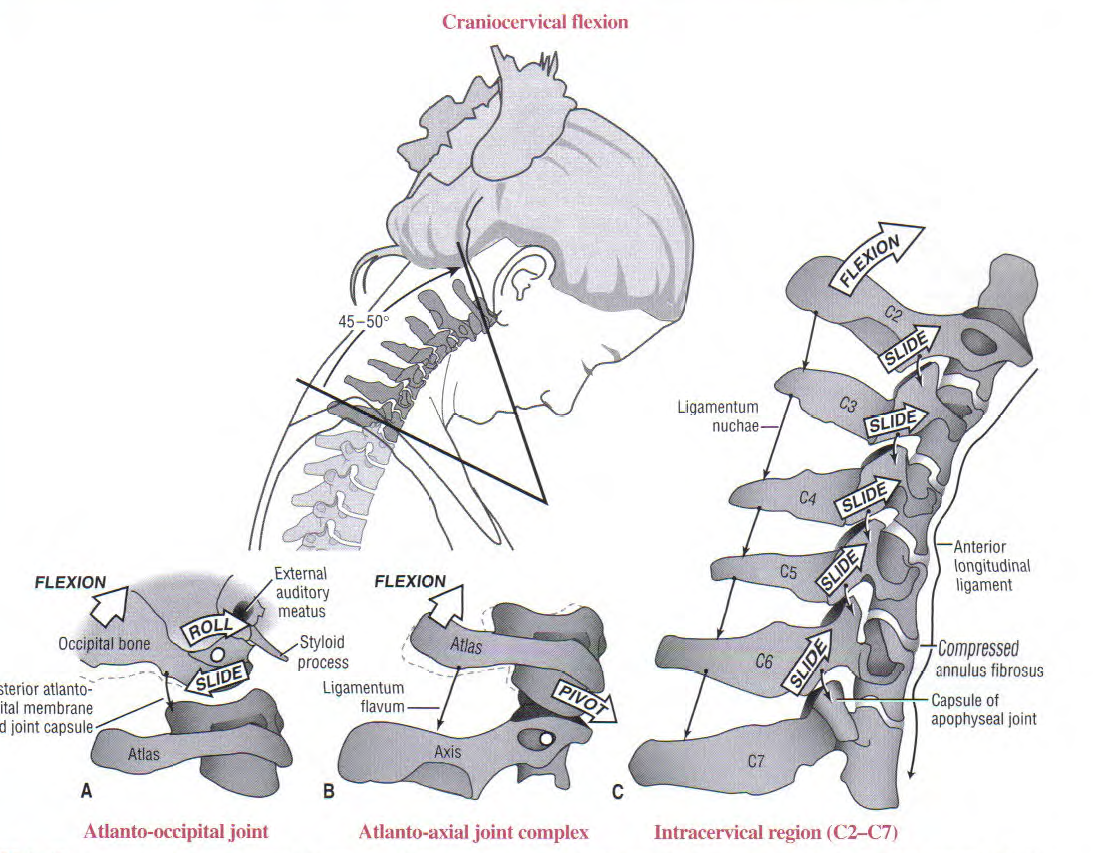 Craniocervical flexion
45–50°
FLEXION
Occipital bone
ROLL
SLIDE
External
auditory
meatus
Styloid
process
sterior atlanto-
ital membrane
d joint capsule
Atlas
A
Atlanto-occipital joint
FLEXION
Atlas
Ligamentum
flavum
PIVOT
Axis
B
Atlanto-axial joint complex
FLEXION
C2
SLIDE
C3
SLIDE
Ligamentum
nuchae
C4
SLIDE
C5
SLIDE
Anterior
longitudinal
ligament
C6
SLIDE
Compressed
annulus fibrosus
Capsule of
apophyseal joint
C7
C
Intracervical region (C2–C7)